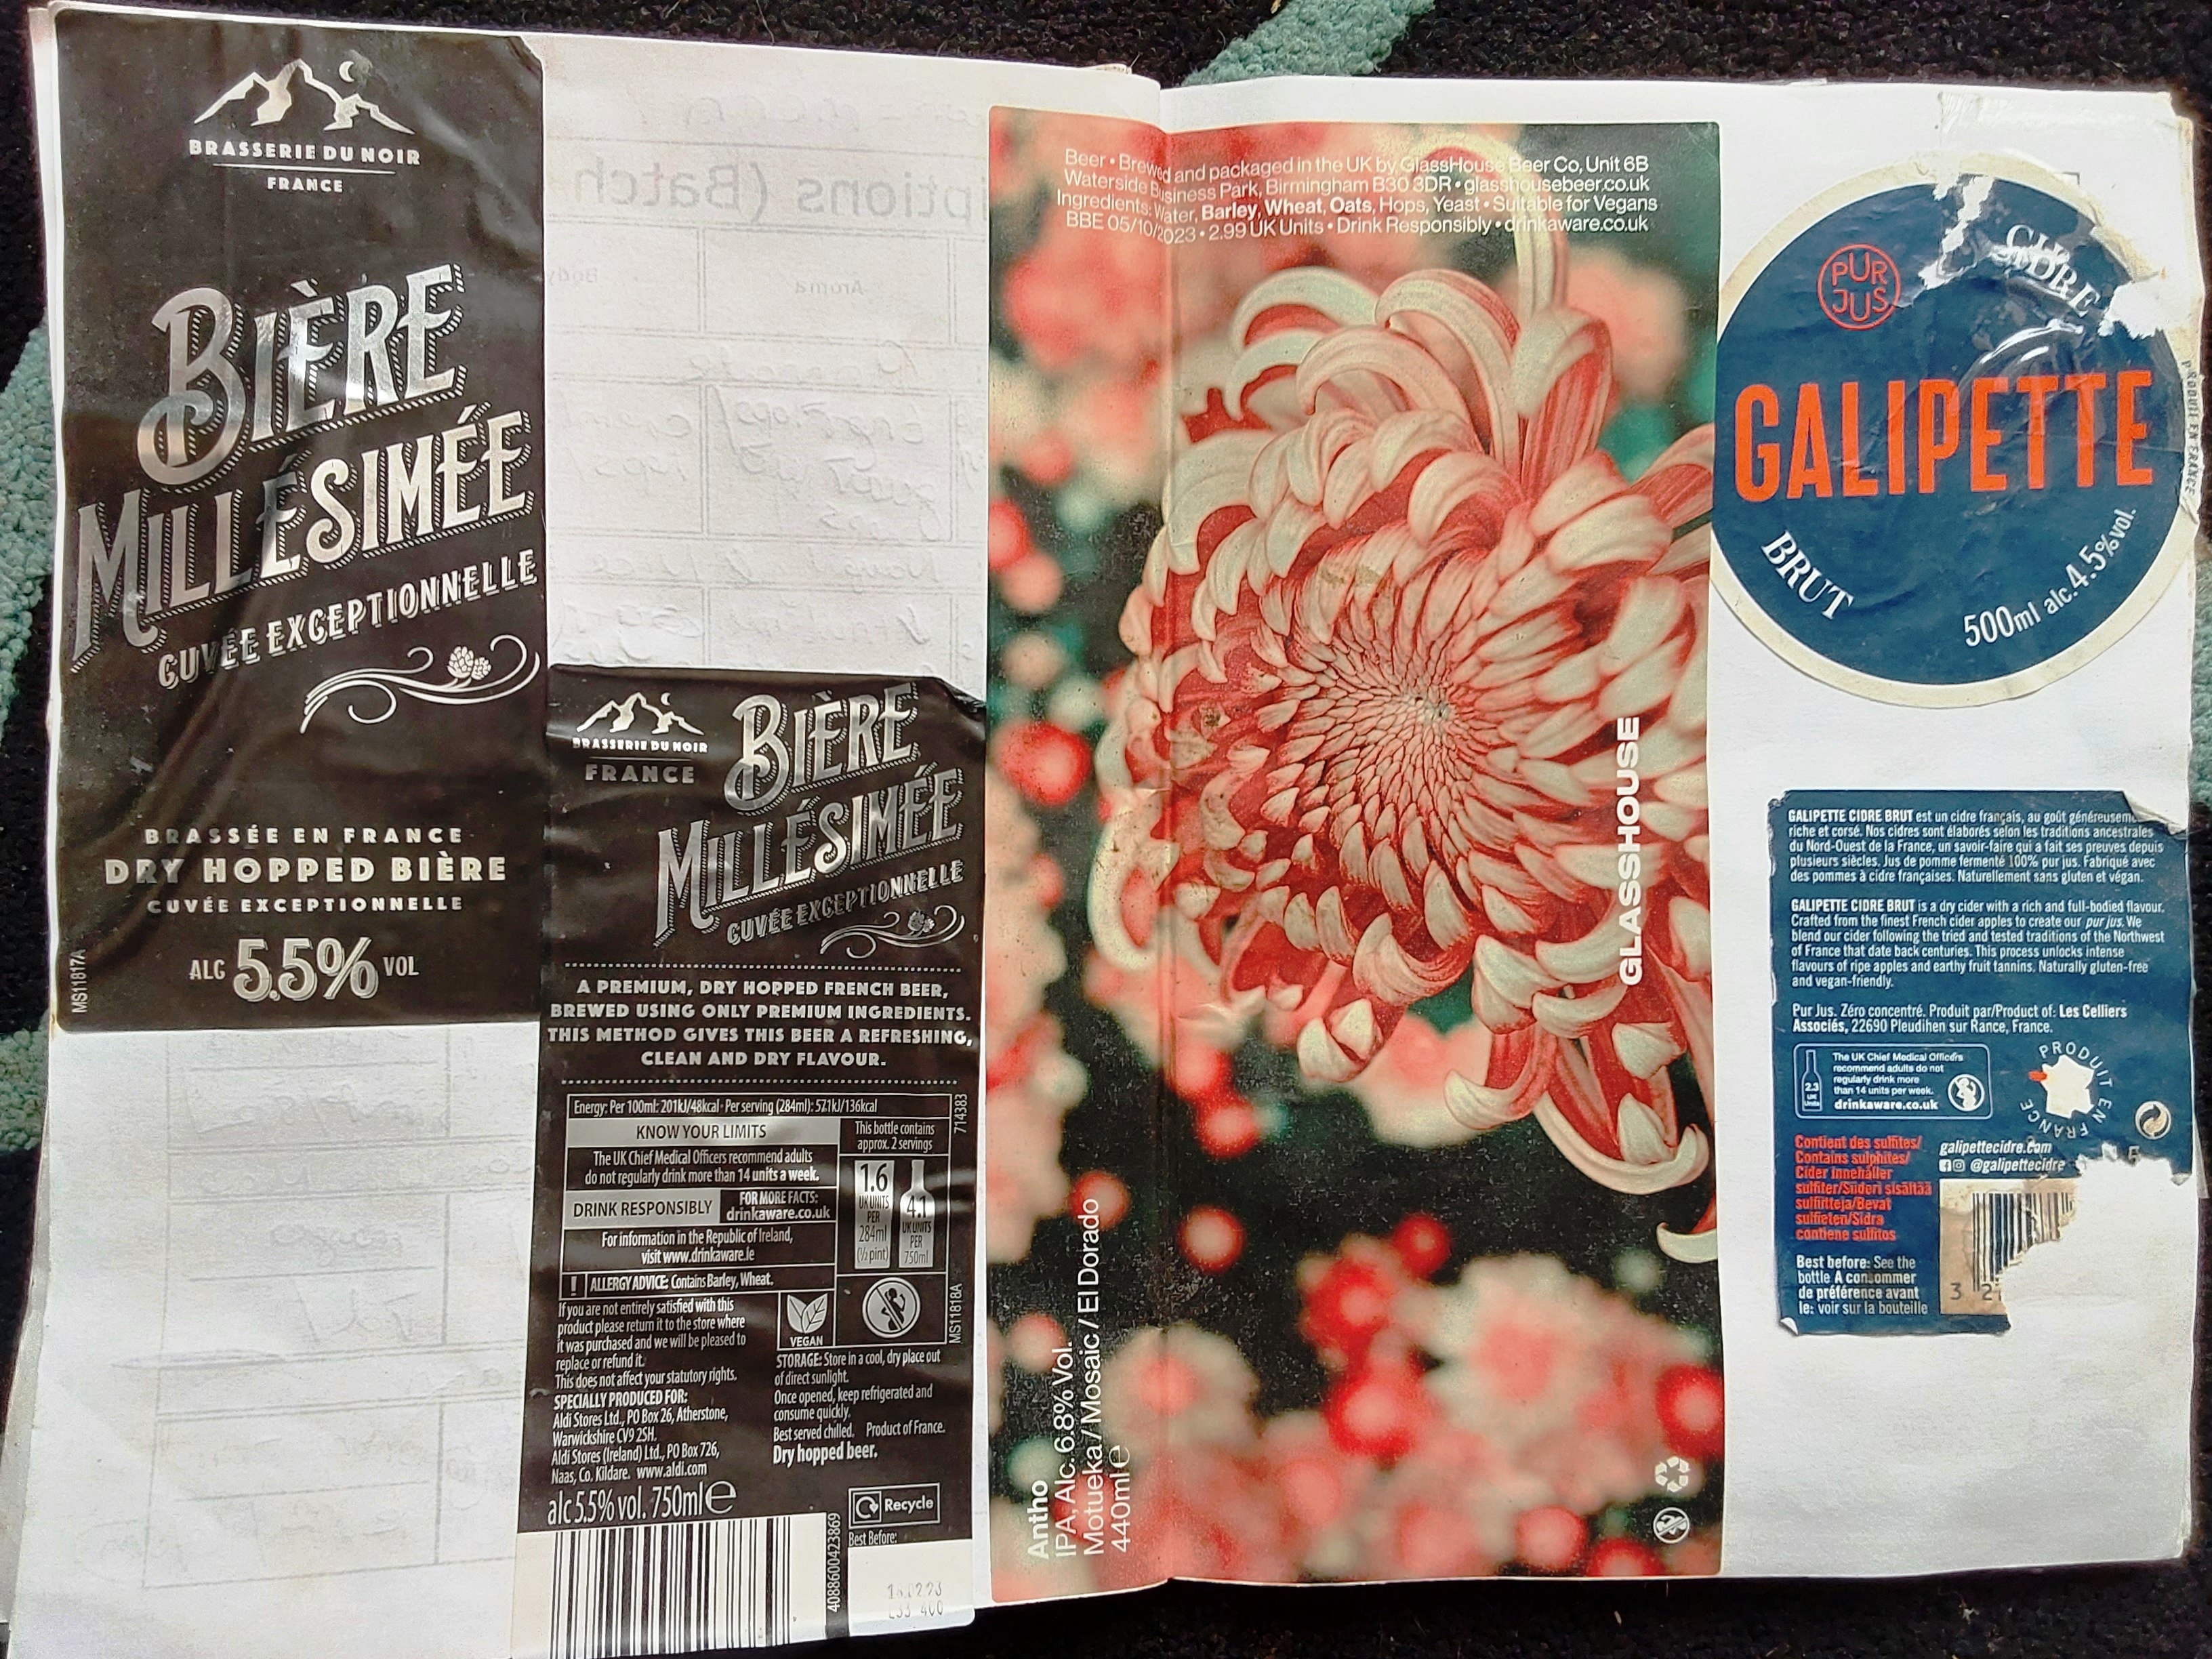 BRASSERIE DU NOIR
FRANCE
BIÈRE
MILLÉSIMÉE
CUVÉE EXCEPTIONNELLE
BRASSÉE EN FRANCE
DRY HOPPED BIÈRE
CUVÉE EXCEPTIONNELLE
ALC 5.5% VOL
MS11817A
BRASSERIE DU NOIR
FRANCE
BIÈRE
MILLÉSIMÉE
CUVÉE EXCEPTIONNELLE
A PREMIUM, DRY HOPPED FRENCH BEER,
BREWED USING ONLY PREMIUM INGREDIENTS.
THIS METHOD GIVES THIS BEER A REFRESHING,
CLEAN AND DRY FLAVOUR.
Energy: Per 100ml: 201kJ/48kcal · Per serving (284ml): 571kJ/136kcal
714383
KNOW YOUR LIMITS
The UK Chief Medical Officers recommend adults
do not regularly drink more than 14 units a week.
DRINK RESPONSIBLY
FOR MORE FACTS:
drinkaware.co.uk
For information in the Republic of Ireland,
visit www.drinkaware.ie
This bottle contains
approx. 2 servings
1.6
UK UNITS
PER
284ml
(½ pint)
4.1
UK UNITS
PER
750ml
! ALLERGY ADVICE: Contains Barley, Wheat.
If you are not entirely satisfied with this
product please return it to the store where
it was purchased and we will be pleased to
replace or refund it.
This does not affect your statutory rights.
SPECIALLY PRODUCED FOR:
Aldi Stores Ltd., PO Box 26, Atherstone,
Warwickshire CV9 2SH.
Aldi Stores (Ireland) Ltd., PO Box 726,
Naas, Co. Kildare. www.aldi.com
alc 5.5% vol. 750ml e
VEGAN
MS11818A
STORAGE: Store in a cool, dry place out
of direct sunlight.
Once opened, keep refrigerated and
consume quickly.
Best served chilled. Product of France.
Dry hopped beer.
Recycle
Best Before:
4088600423869
Beer • Brewed and packaged in the UK by GlassHouse Beer Co, Unit 6B
Waterside Business Park, Birmingham B30 3DR • glasshousebeer.co.uk
Ingredients: Water, Barley, Wheat, Oats, Hops, Yeast • Suitable for Vegans
BBE 05/10/2023 • 2.99 UK Units • Drink Responsibly • drinkaware.co.uk
GLASSHOUSE
Antho
IPA, Alc. 6.8% Vol.
Motueka / Mosaic / El Dorado
440ml e
PUR
JUS
CIDRE
GALIPETTE
BRUT
500ml alc. 4.5% vol.
PRODUIT EN FRANCE
GALIPETTE CIDRE BRUT est un cidre français, au goût généreusem
riche et corsé. Nos cidres sont élaborés selon les traditions ancestrales
du Nord-Ouest de la France, un savoir-faire qui a fait ses preuves depuis
plusieurs siècles. Jus de pomme fermenté 100% pur jus. Fabriqué avec
des pommes à cidre françaises. Naturellement sans gluten et végan.
GALIPETTE CIDRE BRUT is a dry cider with a rich and full-bodied flavour.
Crafted from the finest French cider apples to create our pur jus. We
blend our cider following the tried and tested traditions of the Northwest
of France that date back centuries. This process unlocks intense
flavours of ripe apples and earthy fruit tannins. Naturally gluten-free
and vegan-friendly.
Pur Jus. Zéro concentré. Produit par/Product of: Les Celliers
Associés, 22690 Pleudihen sur Rance, France.
2.3
UK
Units
The UK Chief Medical Officers
recommend adults do not
regularly drink more
than 14 units per week.
drinkaware.co.uk
PRODUIT EN FRANCE
Contient des sulfites/
Contains sulphites/
Cider innehåller
sulfiter/Siideri sisältää
sulfiitteja/Bevat
sulfieten/Sidra
contiene sulfitos
galipettecidre.com
@galipettecidre
Best before: See the
bottle A consommer
de préférence avant
le: voir sur la bouteille
3 2